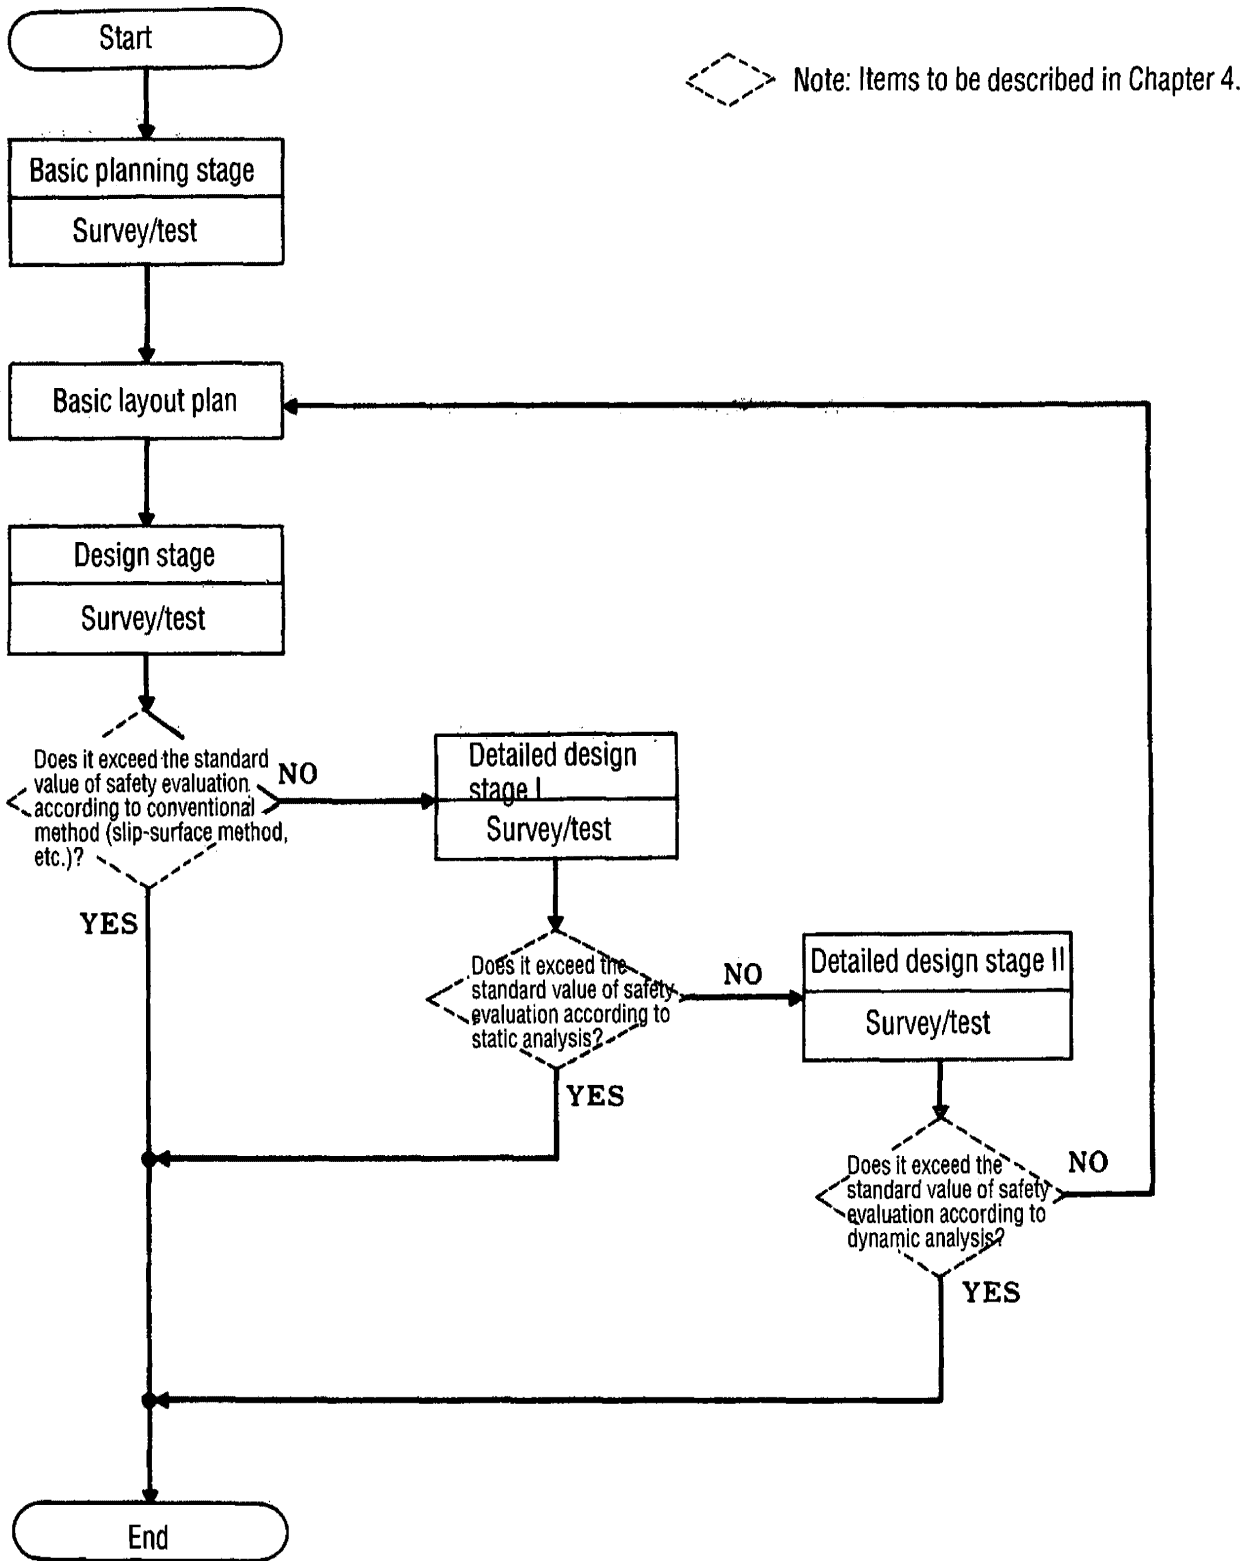 Start
Note: Items to be described in Chapter 4.
Basic planning stage
Survey/test
Basic layout plan
Design stage
Survey/test
Does it exceed the standard
value of safety evaluation
according to conventional
method (slip-surface method,
etc.)?
NO
YES
Detailed design
stage I
Survey/test
Does it exceed the
standard value of safety
evaluation according to
static analysis?
NO
YES
Detailed design stage II
Survey/test
Does it exceed the
standard value of safety
evaluation according to
dynamic analysis?
NO
YES
End